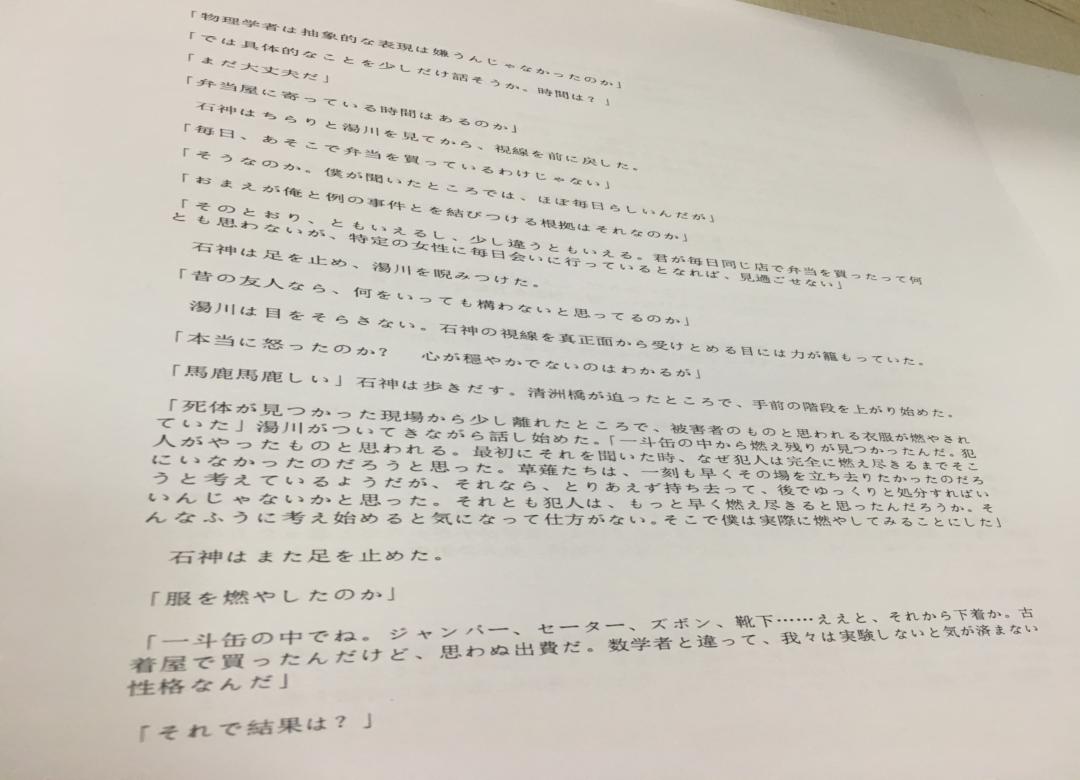 「物理学者は抽象的な表現は嫌うんじゃなかったのか」
「では具体的なことを少しだけ話そうか。時間は？」
「まだ大丈夫だ」
「弁当屋に寄っている時間はあるのか」
石神はちらりと湯川を見てから、視線を前に戻した。
「毎日、あそこで弁当を買っているわけじゃない」
「そうなのか。僕が聞いたところでは、ほぼ毎日らしいんだが」
「おまえが俺と例の事件とを結びつける根拠はそれなのか」
「そのとおり、ともいえるし、少し違うともいえる。君が毎日同じ店で弁当を買ったって何
とも思わないが、特定の女性に毎日会いに行っているとなれば、見過ごせない」
石神は足を止め、湯川を睨みつけた。
「昔の友人なら、何をいっても構わないと思ってるのか」
湯川は目をそらさない。石神の視線を真正面から受けとめる目には力が籠もっていた。
「本当に怒ったのか？　心が穏やかでないのはわかるが」
「馬鹿馬鹿しい」石神は歩きだす。清洲橋が迫ったところで、手前の階段を上がり始めた。
「死体が見つかった現場から少し離れたところで、被害者のものと思われる衣服が燃やされ
ていた」湯川がついてきながら話し始めた。「一斗缶の中から燃え残りが見つかったんだ。犯
人がやったものと思われる。最初にそれを聞いた時、なぜ犯人は完全に燃え尽きるまでそこ
にいなかったのだろうと思った。草薙たちは、一刻も早くその場を立ち去りたかったのだろ
うと考えているようだが、それなら、とりあえず持ち去って、後でゆっくりと処分すればい
いんじゃないかと思った。それとも犯人は、もっと早く燃え尽きると思ったんだろうか。そ
んなふうに考え始めると気になって仕方がない。そこで僕は実際に燃やしてみることにした」
石神はまた足を止めた。
「服を燃やしたのか」
「一斗缶の中でね。ジャンパー、セーター、ズボン、靴下……ええと、それから下着か。古
着屋で買ったんだけど、思わぬ出費だ。数学者と違って、我々は実験しないと気が済まない
性格なんだ」
「それで結果は？」